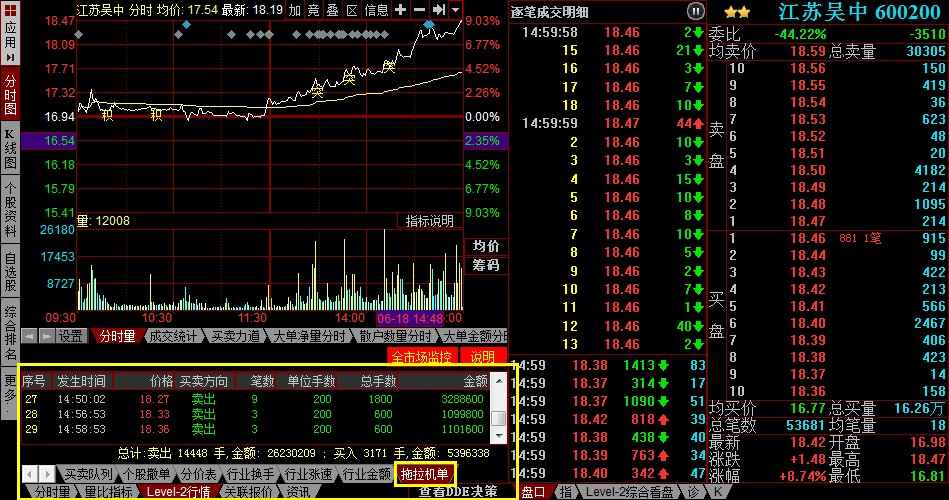 应用
分时图
K线图
个股资料
自选股
综合排名
更多
江苏吴中 分时 均价: 17.54 最新: 18.19 加 竞 叠 区 信息
18.47 9.03%
18.09 6.77%
17.71 4.52%
17.32 2.26%
16.94 0.00%
16.54 2.35%
16.18 4.52%
15.79 6.77%
15.41 9.03%
积 积 突 突 突
量: 12008 指标说明
26180
17453
8727
均价
筹码
09:30 10:30 11:30 14:00 06-18 14:48 :00
设置 分时量 成交统计 买卖力道 大单净量分时 散户数量分时 大单金额分时
全市场监控 说明
序号 发生时间 价格 买卖方向 笔数 单位手数 总手数 金额
27 14:50:02 18.27 卖出 9 200 1800 3288600
28 14:56:53 18.33 卖出 3 200 600 1099800
29 14:58:53 18.36 卖出 3 200 600 1101600
总计:卖出 14448 手,金额: 26230209 ; 买入 3171 手,金额: 5396338
买卖队列 个股撤单 分价表 行业换手 行业涨速 行业金额 拖拉机单
分时量 量比指标 Level-2行情 关联报价 资讯 查看DDE决策
逐笔成交明细
14:59:58 18.46 2
15 18.46 21
16 18.46 3
17 18.46 7
18 18.46 10
14:59:59 18.47 44
2 18.46 10
3 18.46 3
4 18.46 15
5 18.46 10
6 18.46 8
7 18.46 10
8 18.46 5
9 18.46 2
10 18.46 1
11 18.46 1
12 18.46 40
13 18.46 2
14:59 18.38 1413 83
14:59 18.37 314 17
14:59 18.37 1090 51
14:59 18.42 818 39
14:59 18.38 438 40
14:59 18.39 763 34
14:59 18.40 342 47
盘口 指 Level-2综合看盘 诊 K
江苏吴中 600200
委比 -44.22% -3510
均卖价 18.59 总卖量 30305
卖盘
10 18.56 150
9 18.55 419
8 18.54 36
7 18.53 623
6 18.52 48
5 18.51 20
4 18.50 4182
3 18.49 214
2 18.48 1095
1 18.47 214
买盘
1 18.46 881 1笔 915
2 18.44 99
3 18.43 422
4 18.42 213
5 18.41 566
6 18.40 2467
7 18.39 406
8 18.38 423
9 18.37 14
10 18.36 158
均买价 16.77 总买量 16.26万
总笔数 53681 均笔量 18
最新 18.42 开盘 16.98
涨跌 +1.48 最高 18.47
涨幅 +8.74% 最低 16.81